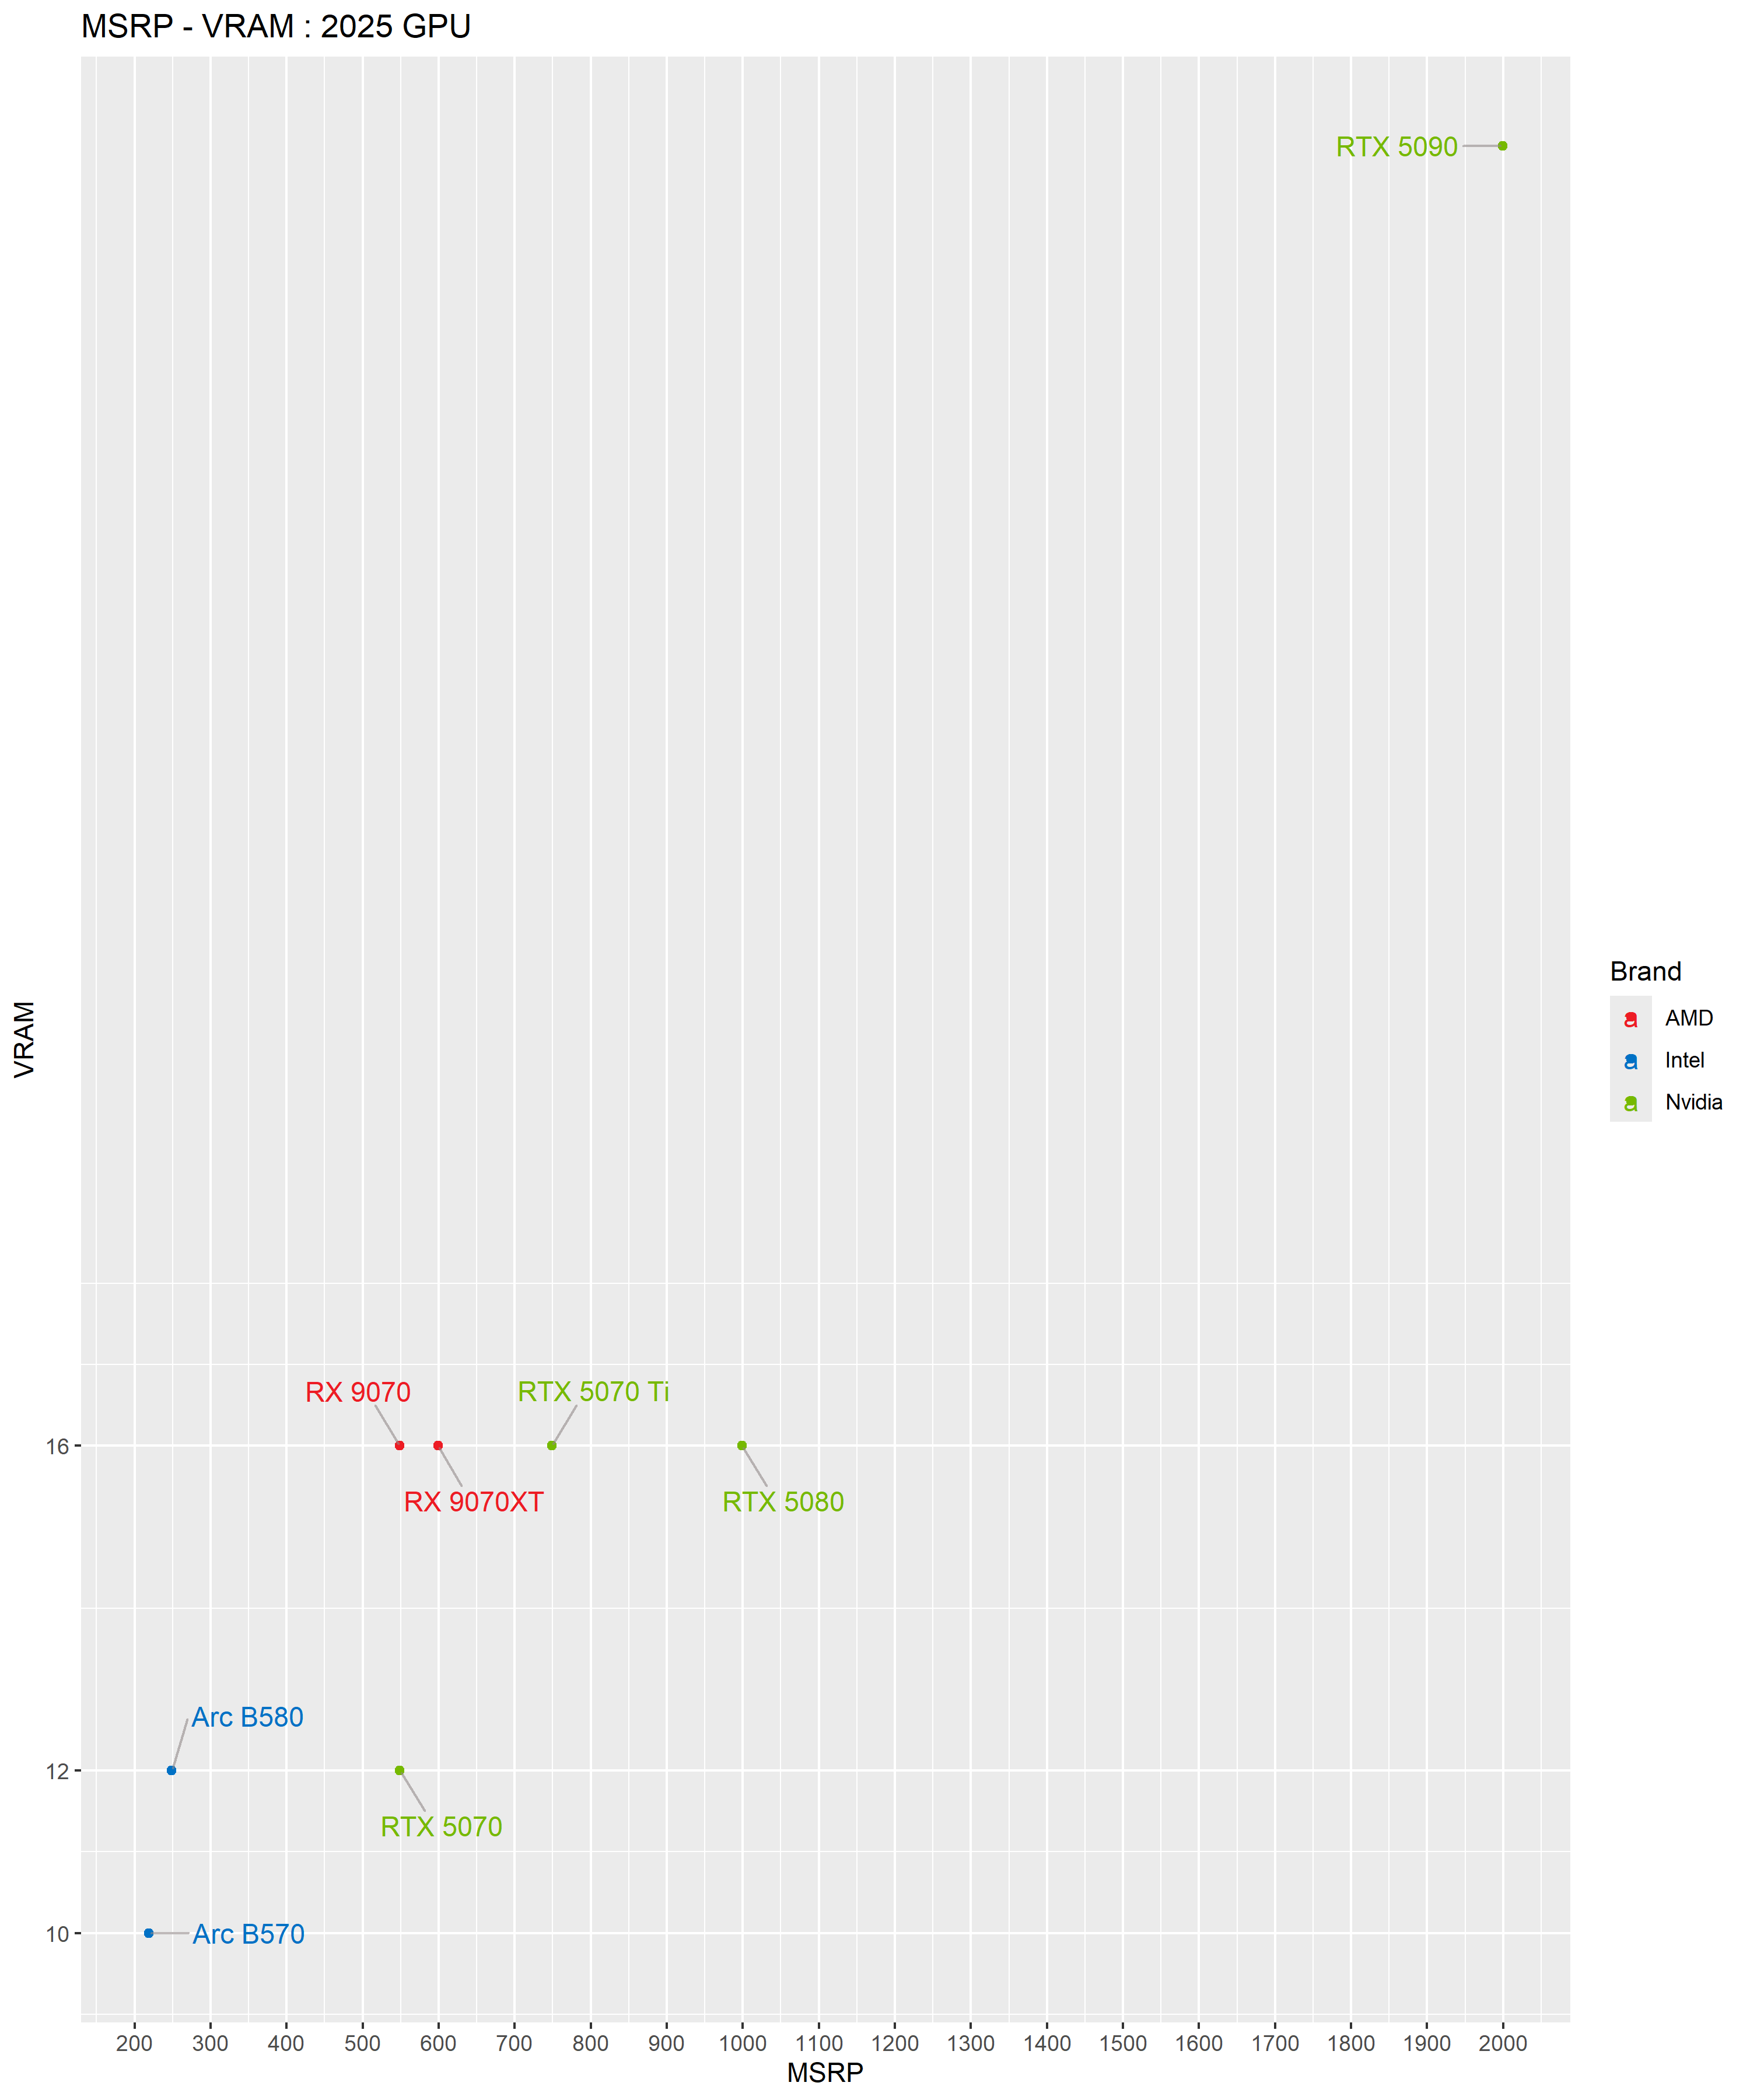 MSRP - VRAM : 2025 GPU
RTX 5090
VRAM
Brand
a AMD
a Intel
a Nvidia
RX 9070
RTX 5070 Ti
16
RX 9070XT
RTX 5080
Arc B580
12
RTX 5070
10
Arc B570
200 300 400 500 600 700 800 900 1000 1100 1200 1300 1400 1500 1600 1700 1800 1900 2000
MSRP